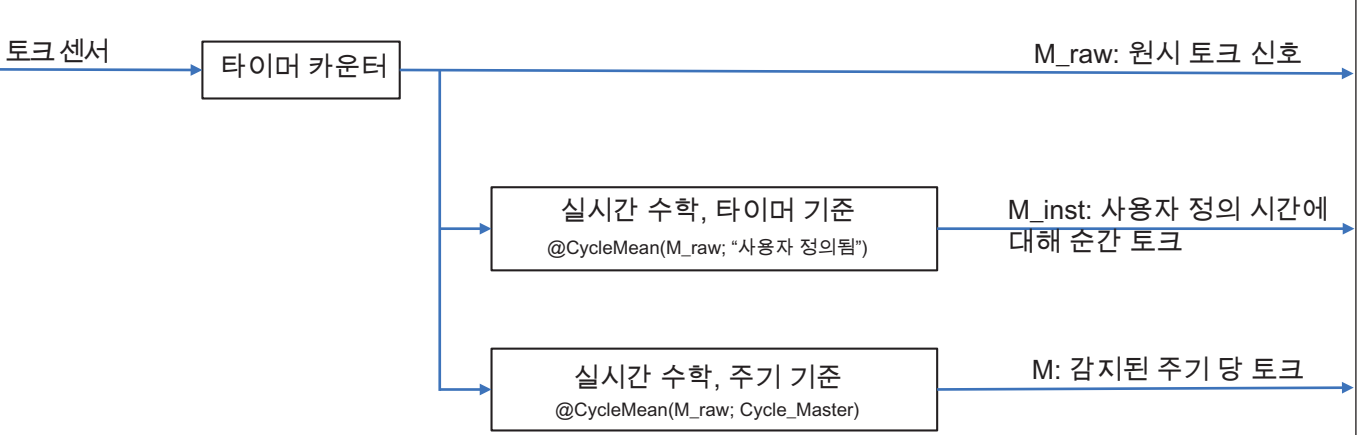 토크 센서
타이머 카운터
M_raw: 원시 토크 신호
실시간 수학, 타이머 기준
@CycleMean(M_raw; “사용자 정의됨”)
M_inst: 사용자 정의 시간에
대해 순간 토크
실시간 수학, 주기 기준
@CycleMean(M_raw; Cycle_Master)
M: 감지된 주기 당 토크